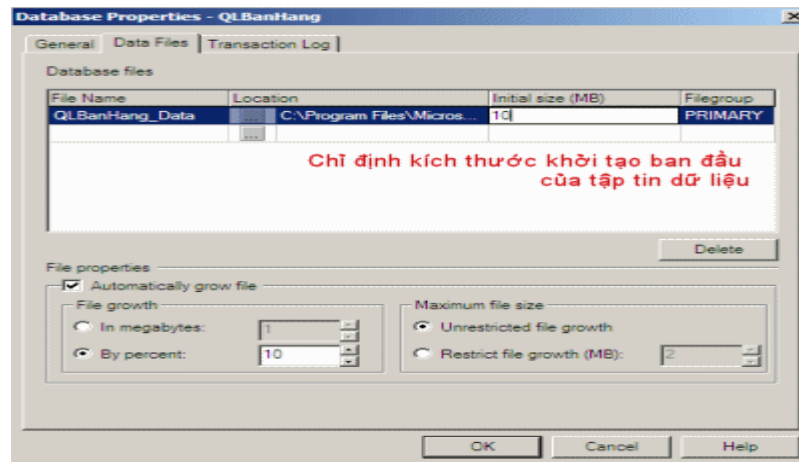 Database Properties - QLBanHang
General Data Files Transaction Log
Database files
File Name Location Initial size (MB) Filegroup
QLBanHang_Data ... C:\Program Files\Micros... 10 PRIMARY
...
Chỉ định kích thước khởi tạo ban đầu
của tập tin dữ liệu
Delete
File properties
Automatically grow file
File growth Maximum file size
In megabytes: 1 Unrestricted file growth
By percent: 10 Restrict file growth (MB): 2
OK Cancel Help